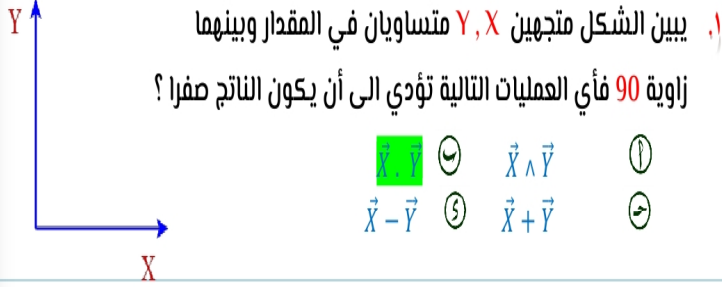 ١. يبين الشكل متجهين Y , X متساويان في المقدار وبينهما
زاوية 90 فأي العمليات التالية تؤدي الى أن يكون الناتج صفرا ؟
أ X⃗ ∧ Y⃗ ب X⃗ . Y⃗
جـ X⃗ + Y⃗ د X⃗ − Y⃗
Y
X